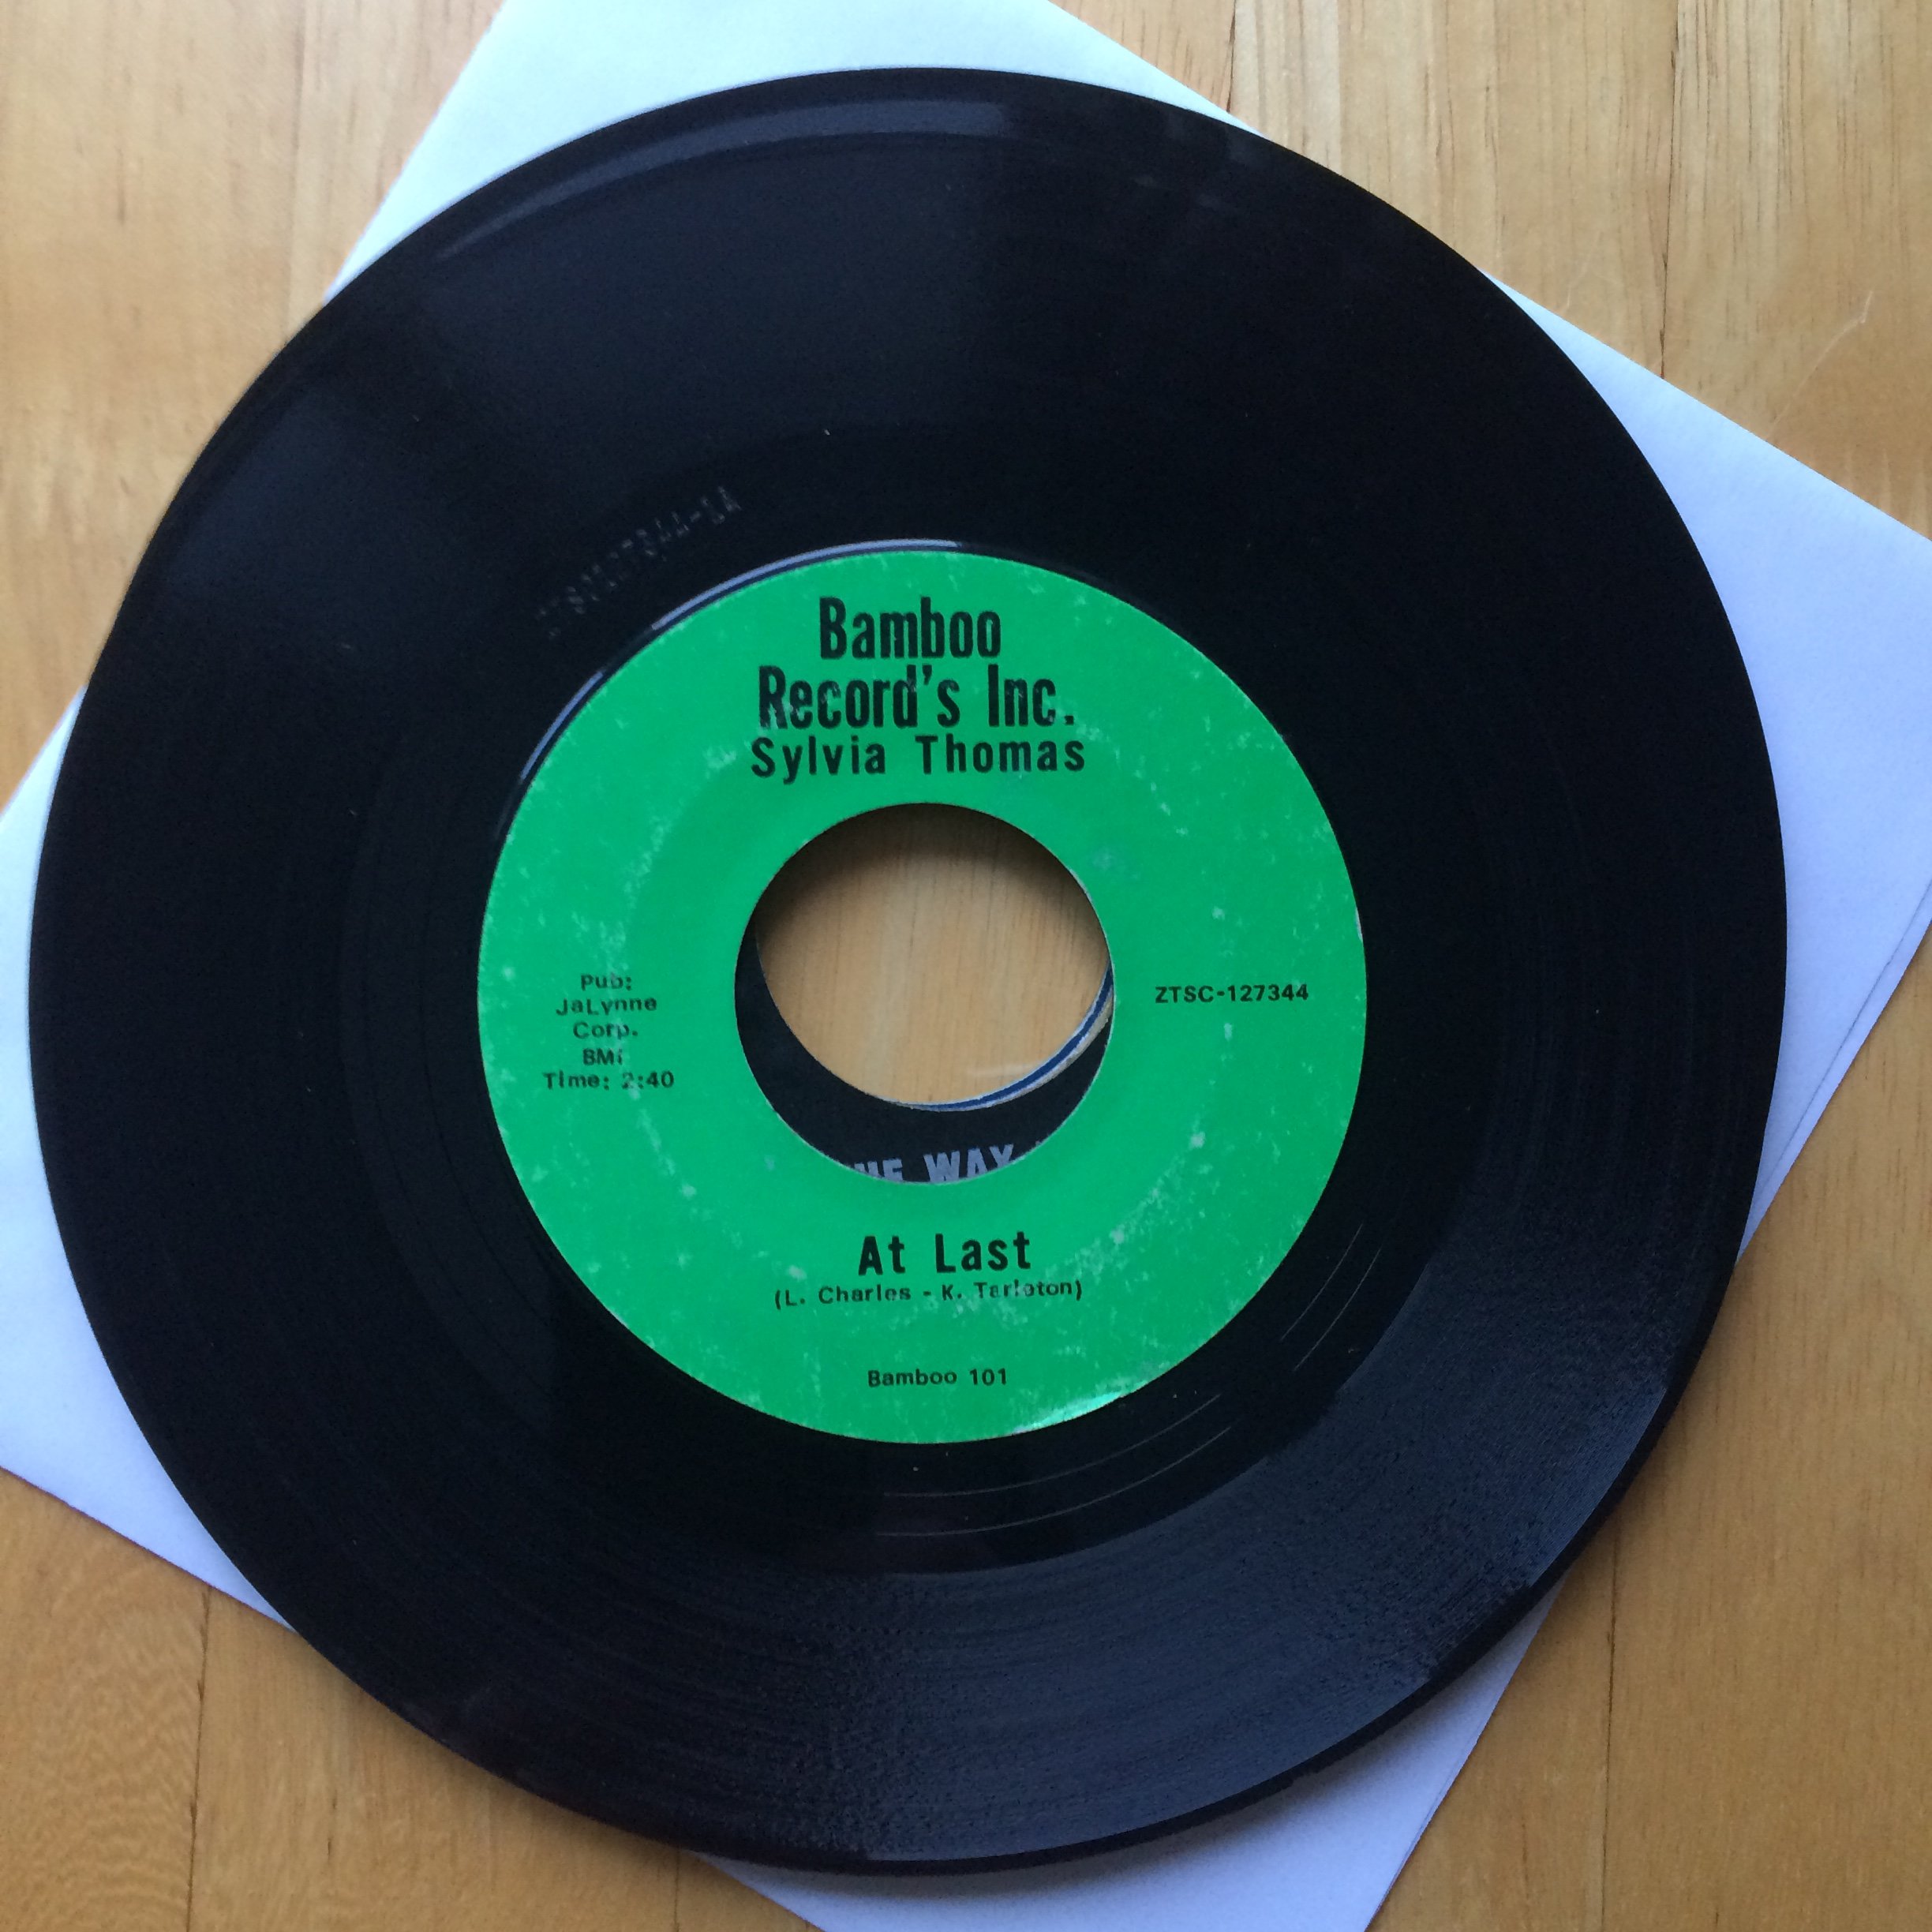 Bamboo
Record's Inc.
Sylvia Thomas
Pub:
JaLynne
Corp.
BMI
Time: 2:40
ZTSC-127344
WAY
At Last
(L. Charles - K. Tarleton)
Bamboo 101